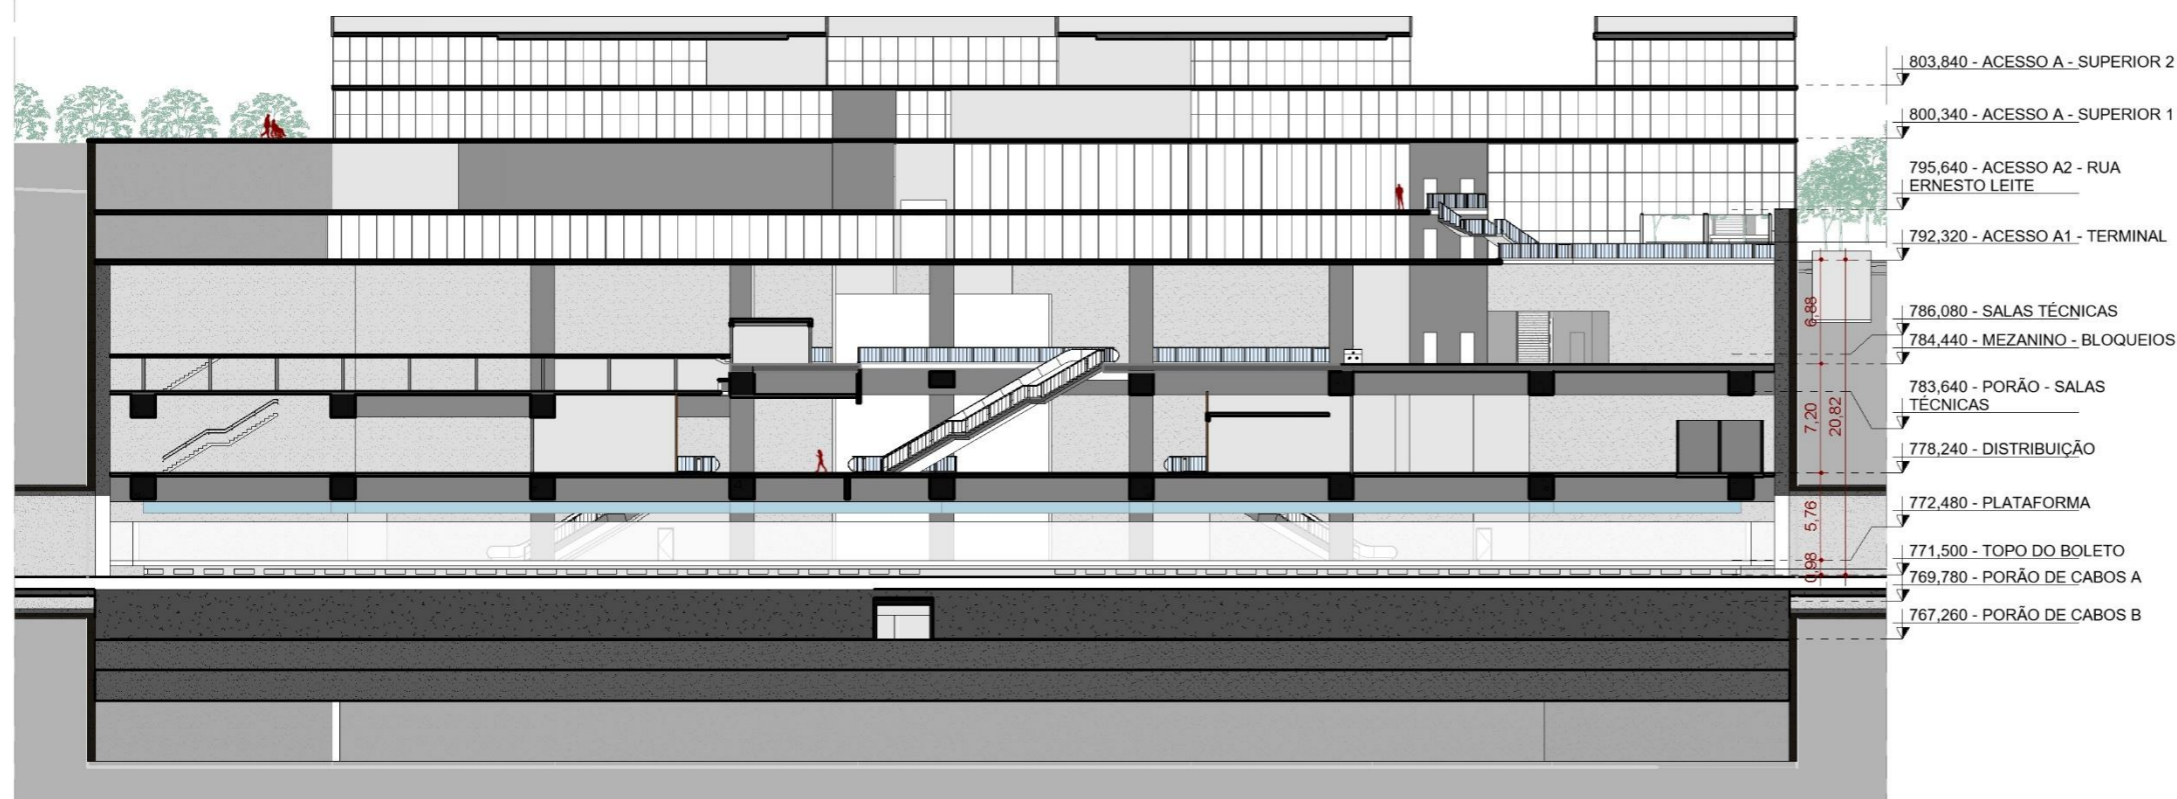 803,840 - ACESSO A - SUPERIOR 2
800,340 - ACESSO A - SUPERIOR 1
795,640 - ACESSO A2 - RUA
ERNESTO LEITE
792,320 - ACESSO A1 - TERMINAL
786,080 - SALAS TÉCNICAS
784,440 - MEZANINO - BLOQUEIOS
783,640 - PORÃO - SALAS
TÉCNICAS
778,240 - DISTRIBUIÇÃO
772,480 - PLATAFORMA
771,500 - TOPO DO BOLETO
769,780 - PORÃO DE CABOS A
767,260 - PORÃO DE CABOS B
6,88
7,20
20,82
5,76
0,98